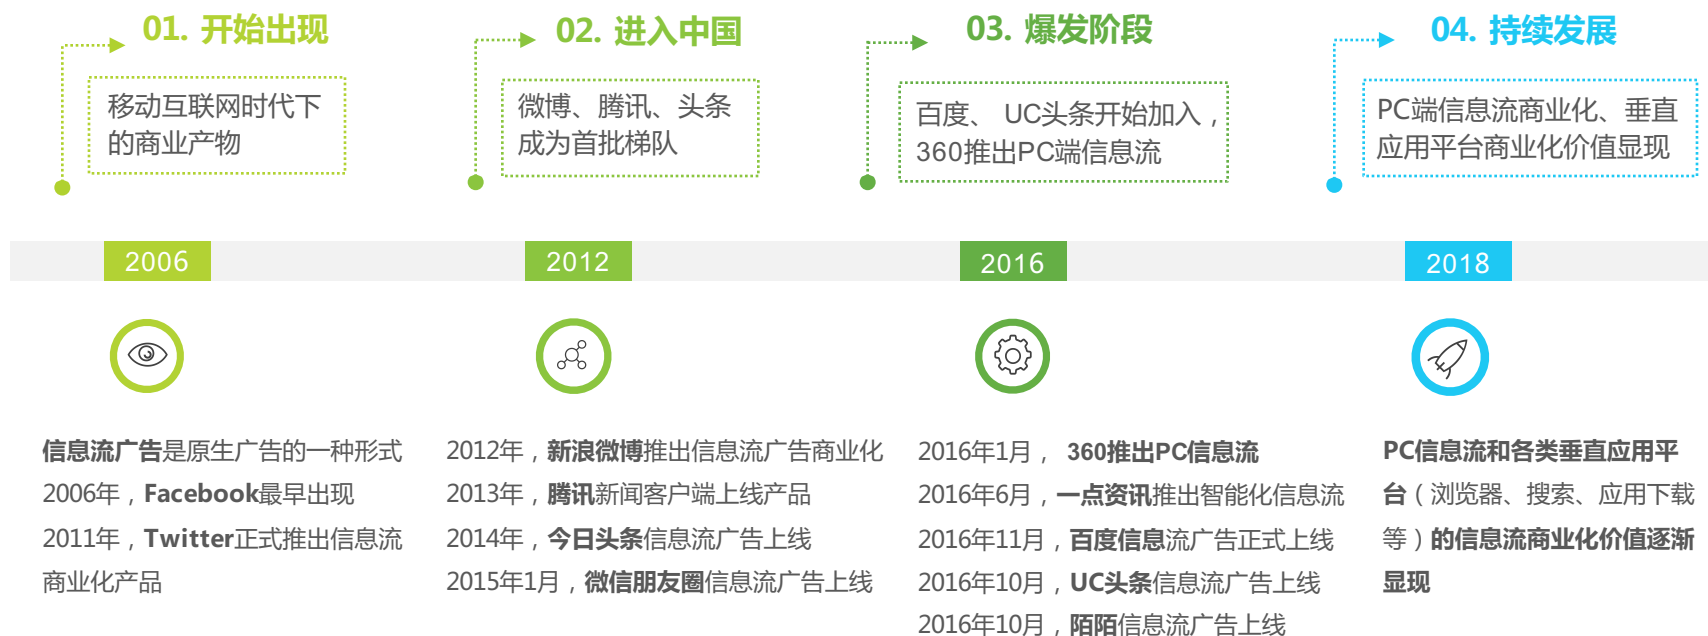 01. 开始出现
移动互联网时代下
的商业产物
02. 进入中国
微博、腾讯、头条
成为首批梯队
03. 爆发阶段
百度、 UC头条开始加入，
360推出PC端信息流
04. 持续发展
PC端信息流商业化、垂直
应用平台商业化价值显现
2006
2012
2016
2018
信息流广告是原生广告的一种形式
2006年，Facebook最早出现
2011年，Twitter正式推出信息流
商业化产品
2012年，新浪微博推出信息流广告商业化
2013年，腾讯新闻客户端上线产品
2014年，今日头条信息流广告上线
2015年1月，微信朋友圈信息流广告上线
2016年1月， 360推出PC信息流
2016年6月，一点资讯推出智能化信息流
2016年11月，百度信息流广告正式上线
2016年10月，UC头条信息流广告上线
2016年10月，陌陌信息流广告上线
PC信息流和各类垂直应用平
台（浏览器、搜索、应用下载
等）的信息流商业化价值逐渐
显现